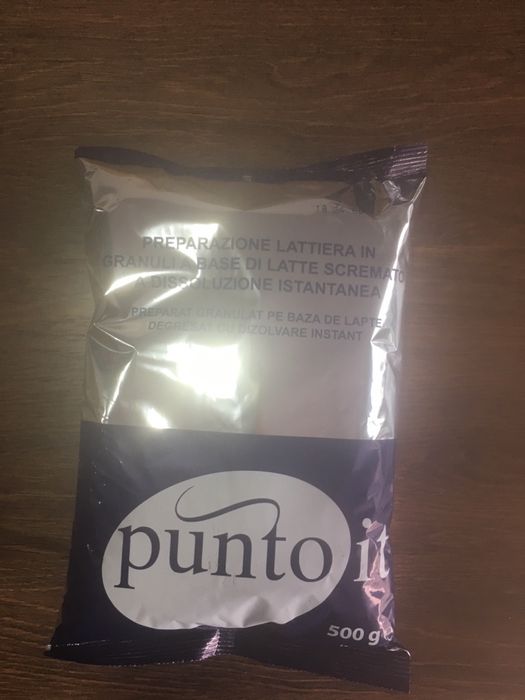 PREPARAZIONE LATTIERA IN
GRANULI A BASE DI LATTE SCREMATO
A DISSOLUZIONE ISTANTANEA
PREPARAT GRANULAT PE BAZA DE LAPTE
DEGRESAT CU DIZOLVARE INSTANT
punto it
500 g